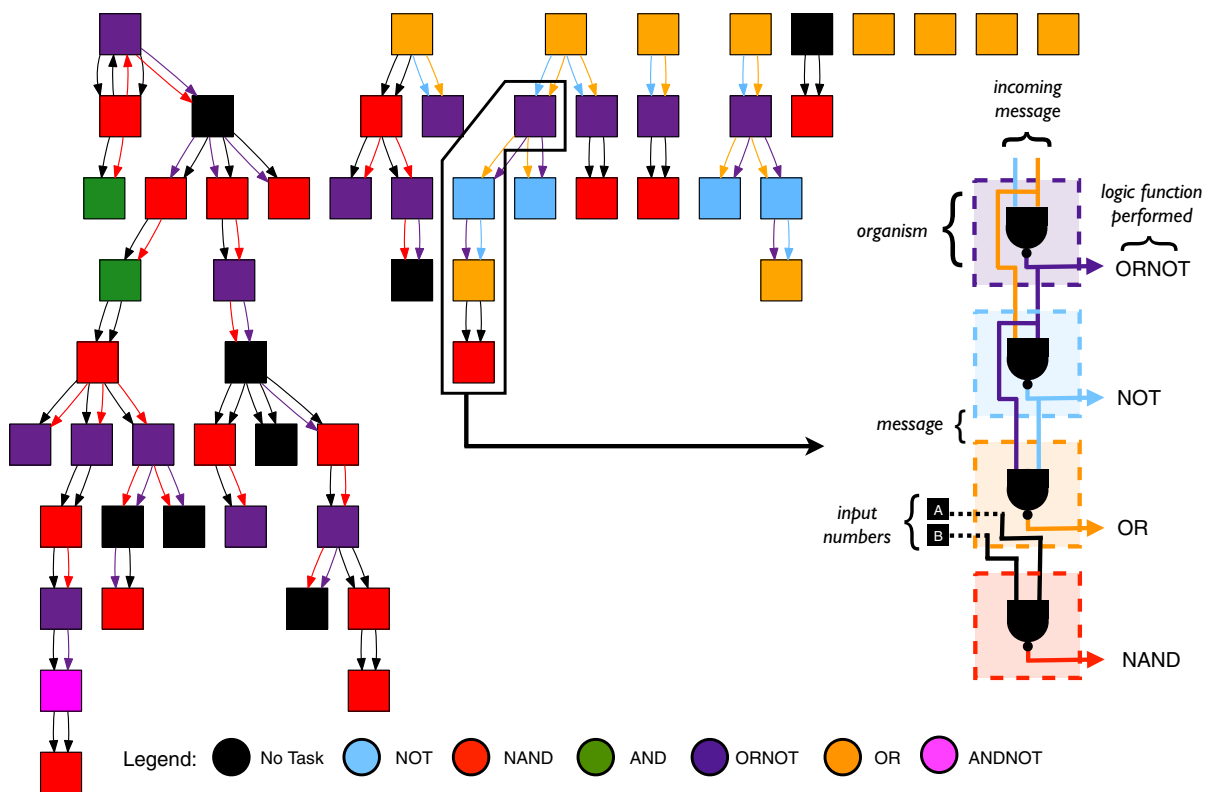 incoming
message
logic function
performed
organism
ORNOT
NOT
message
A
input
numbers
B
OR
NAND
Legend: No Task NOT NAND AND ORNOT OR ANDNOT